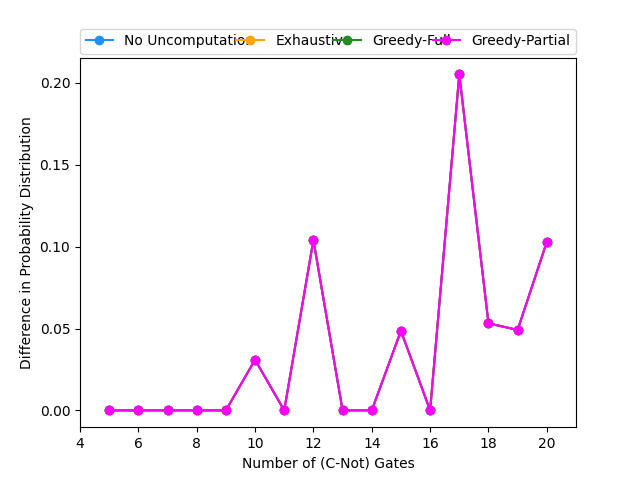 No Uncomputation Exhaustive Greedy-Full Greedy-Partial
0.20
0.15
0.10
0.05
0.00
Difference in Probability Distribution
4 6 8 10 12 14 16 18 20
Number of (C-Not) Gates